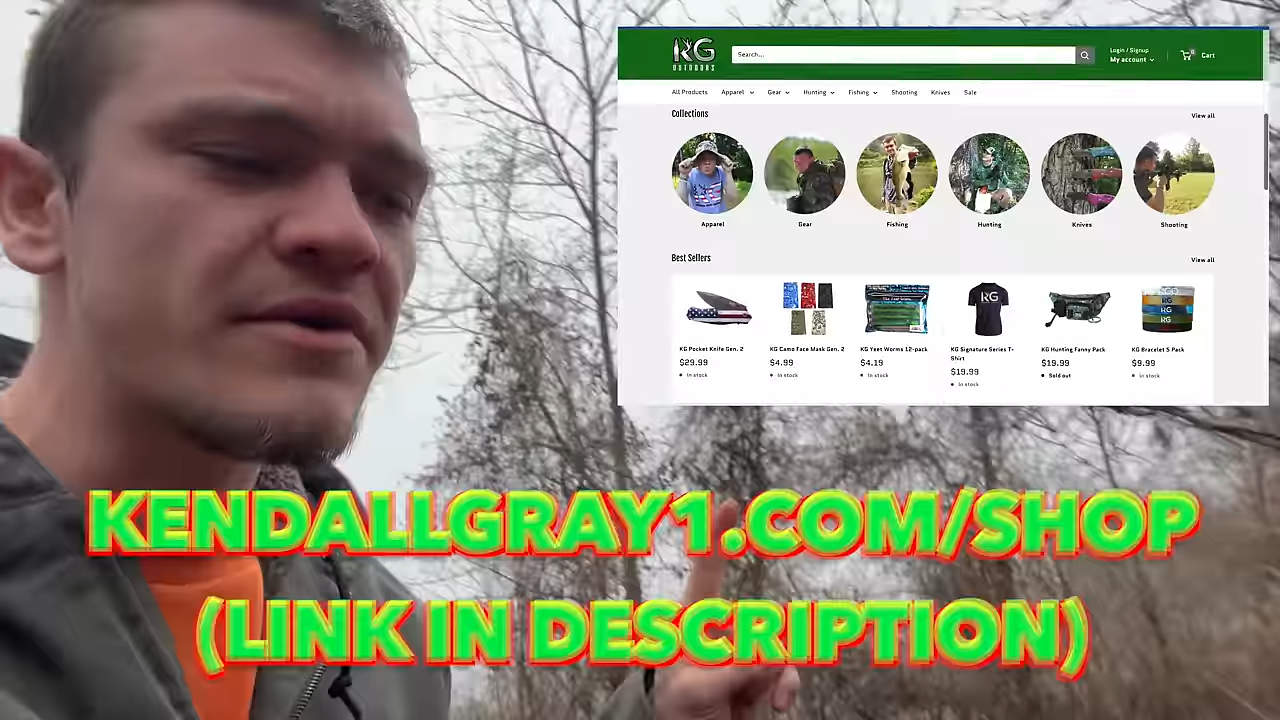 KG
OUTDOORS
Search...
Login / Signup
My account
0
Cart
All Products
Apparel
Gear
Hunting
Fishing
Shooting
Knives
Sale
Collections
View all
Apparel
Gear
Fishing
Hunting
Knives
Shooting
Best Sellers
View all
KG
KG
KG
KG Pocket Knife Gen. 2
$29.99
In stock
KG Camo Face Mask Gen. 2
$4.99
In stock
KG Yeet Worms 12-pack
$4.19
In stock
KG Signature Series T-
Shirt
$19.99
In stock
KG Hunting Fanny Pack
$19.99
Sold out
KG Bracelet 5 Pack
$9.99
In stock
KENDALLGRAY1.COM/SHOP
(LINK IN DESCRIPTION)